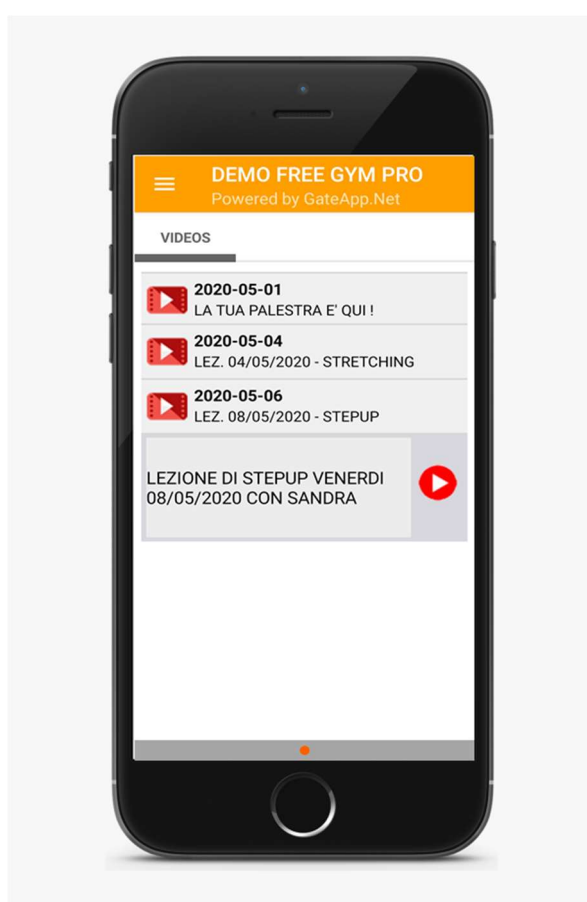 DEMO FREE GYM PRO
Powered by GateApp.Net
VIDEOS
2020-05-01
LA TUA PALESTRA E' QUI !
2020-05-04
LEZ. 04/05/2020 - STRETCHING
2020-05-06
LEZ. 08/05/2020 - STEPUP
LEZIONE DI STEPUP VENERDI
08/05/2020 CON SANDRA